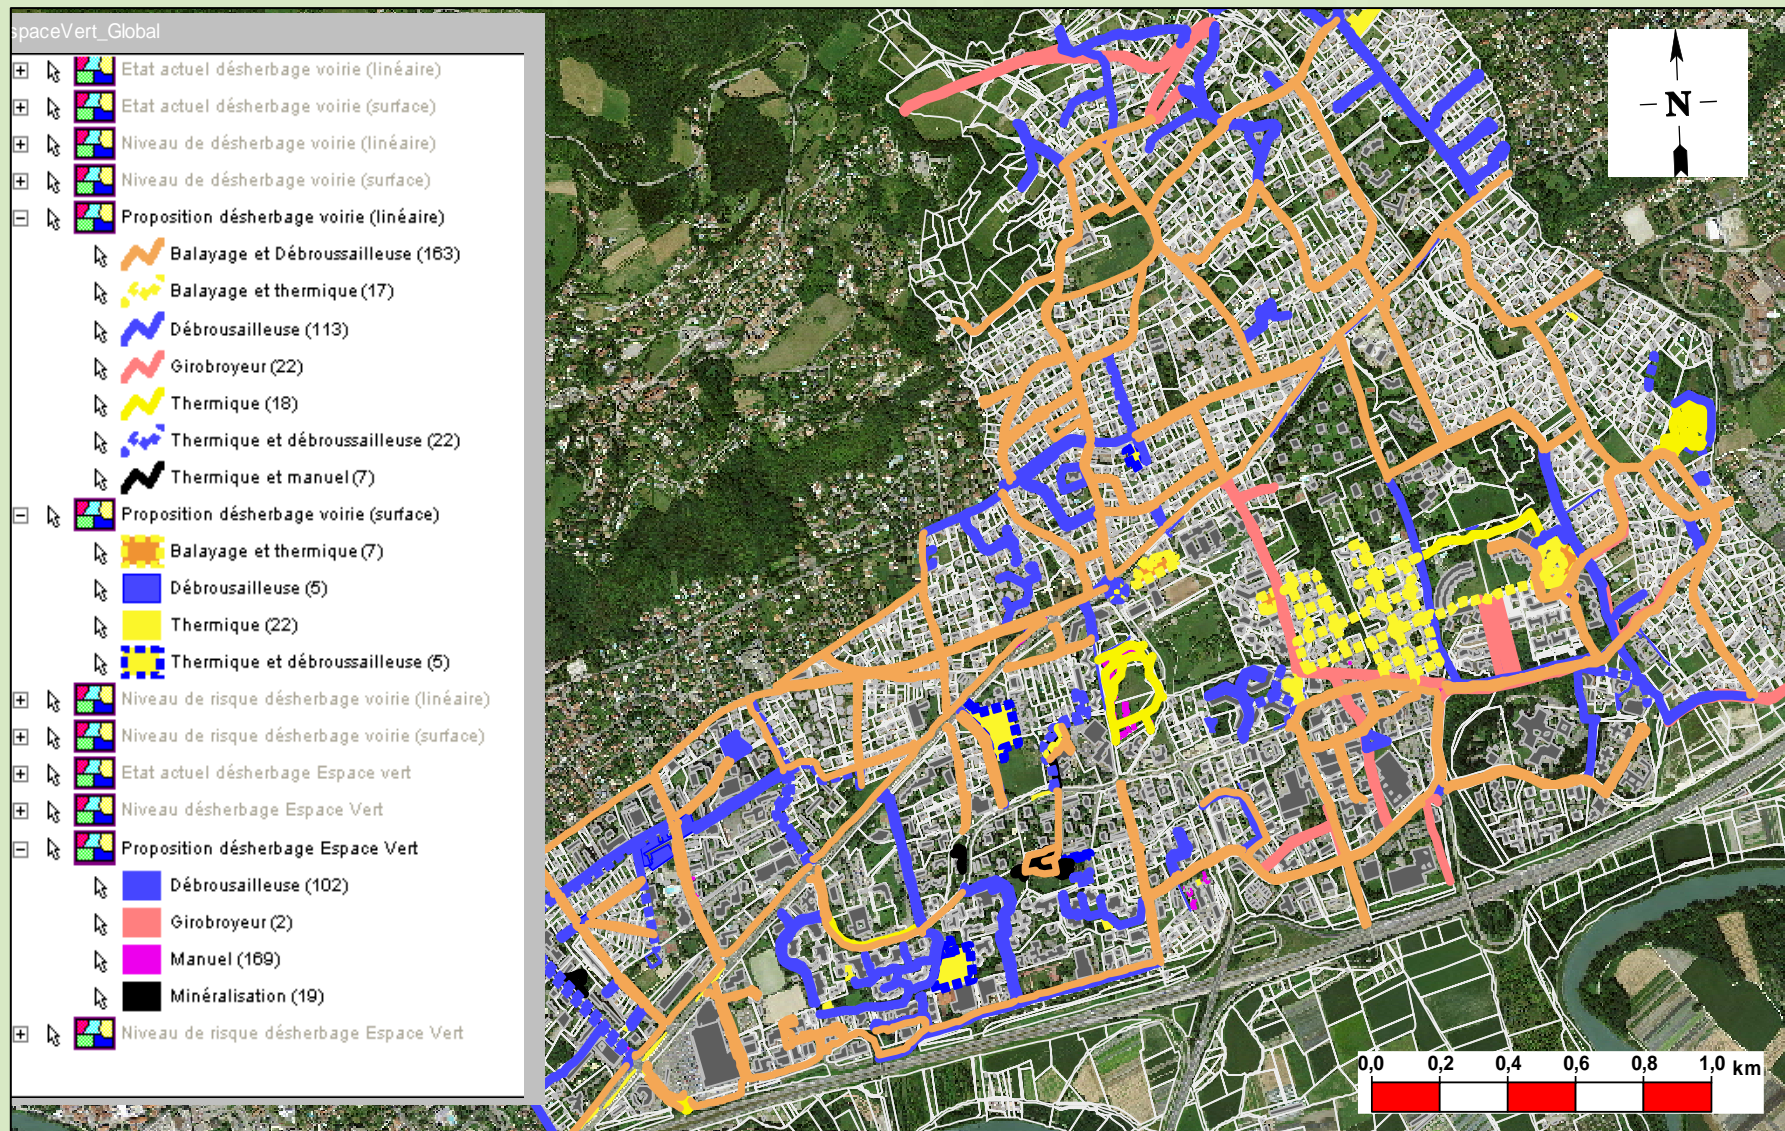 spaceVert_Global
Etat actuel désherbage voirie (linéaire)
Etat actuel désherbage voirie (surface)
Niveau de désherbage voirie (linéaire)
Niveau de désherbage voirie (surface)
Proposition désherbage voirie (linéaire)
Balayage et Débroussailleuse (163)
Balayage et thermique (17)
Débrousailleuse (113)
Girobroyeur (22)
Thermique (18)
Thermique et débroussailleuse (22)
Thermique et manuel (7)
Proposition désherbage voirie (surface)
Balayage et thermique (7)
Débrousailleuse (5)
Thermique (22)
Thermique et débroussailleuse (5)
Niveau de risque désherbage voirie (linéaire)
Niveau de risque désherbage voirie (surface)
Etat actuel désherbage Espace vert
Niveau désherbage Espace Vert
Proposition désherbage Espace Vert
Débrousailleuse (102)
Girobroyeur (2)
Manuel (169)
Minéralisation (19)
Niveau de risque désherbage Espace Vert
N
0,0 0,2 0,4 0,6 0,8 1,0 km